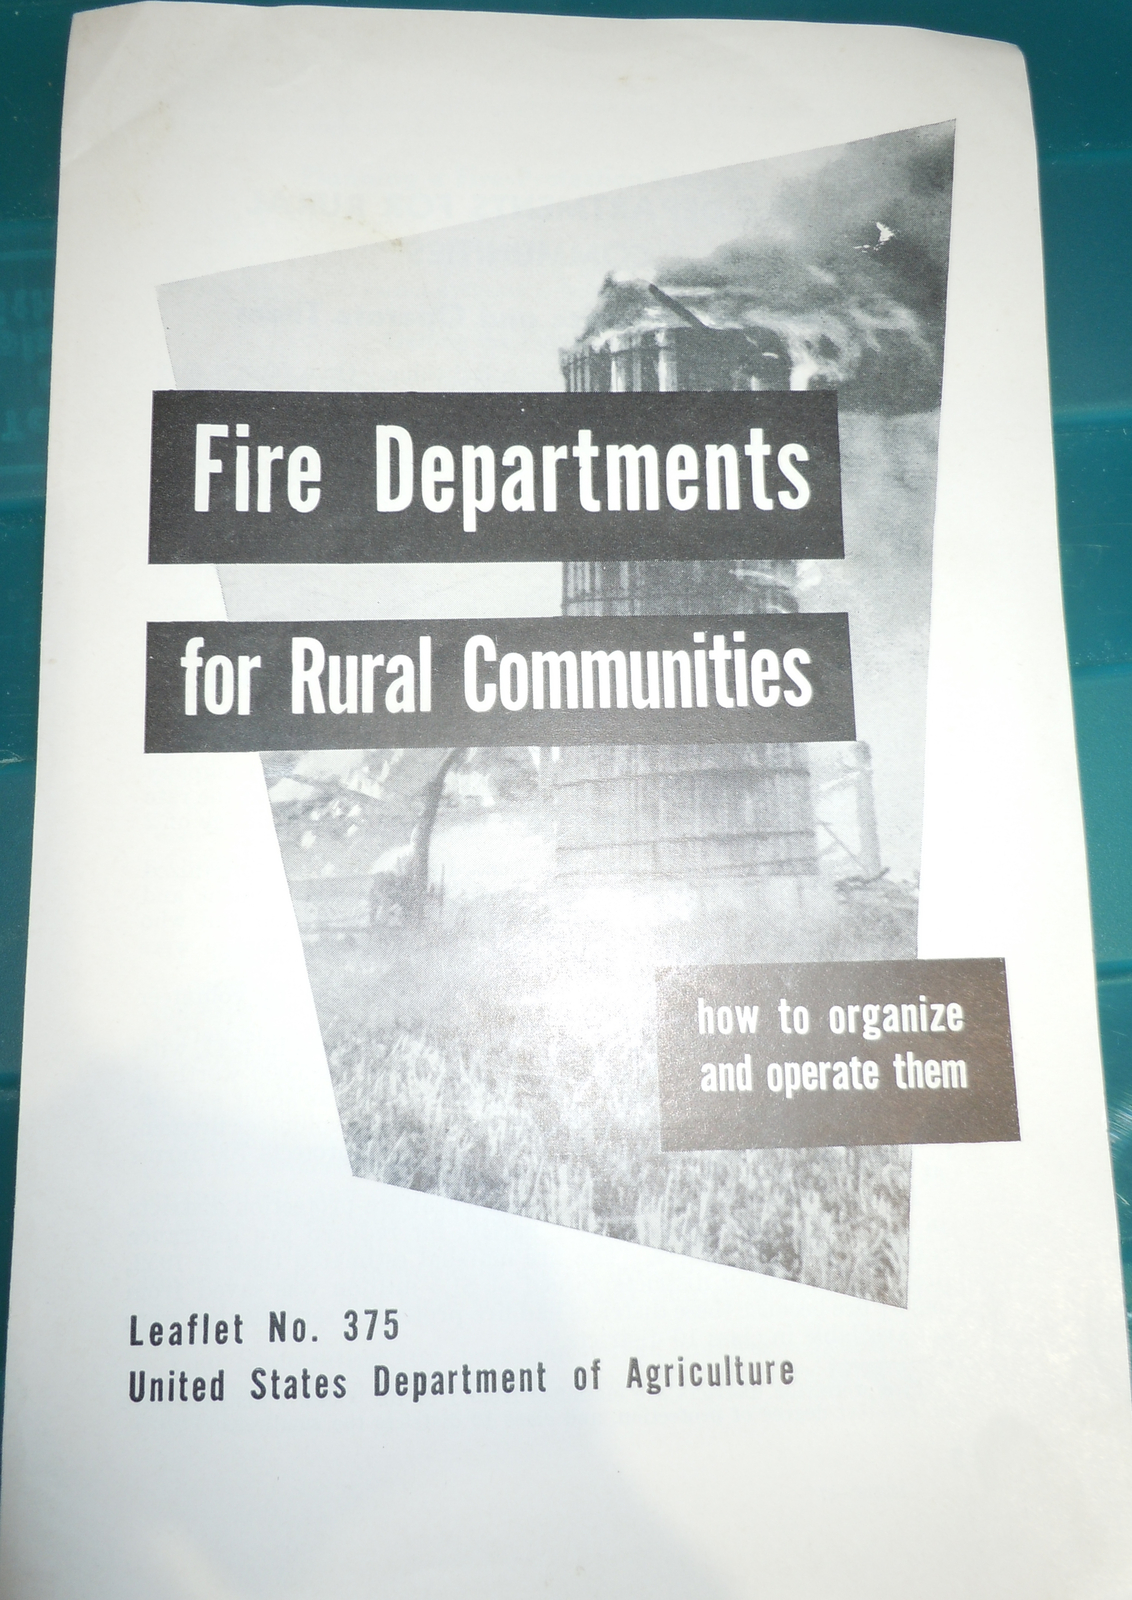 Fire Departments
for Rural Communities
how to organize
and operate them
Leaflet No. 375
United States Department of Agriculture